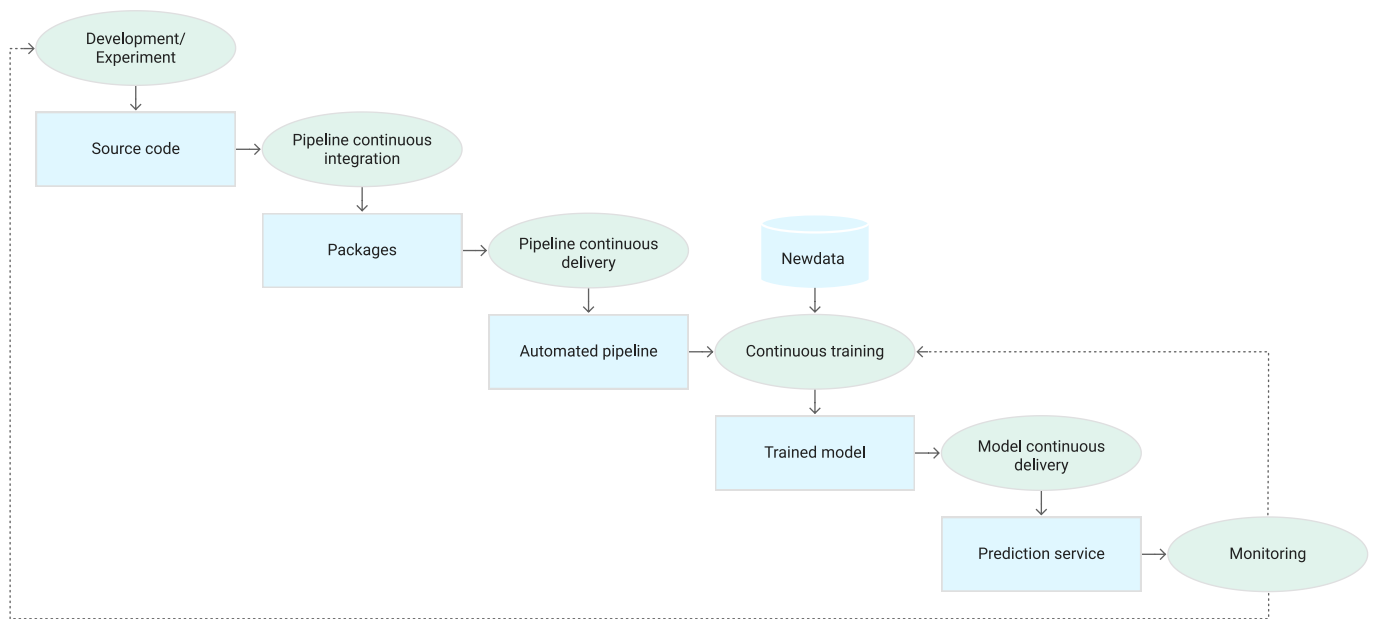 Development/
Experiment
Source code
Pipeline continuous
integration
Packages
Pipeline continuous
delivery
Newdata
Automated pipeline
Continuous training
Trained model
Model continuous
delivery
Prediction service
Monitoring